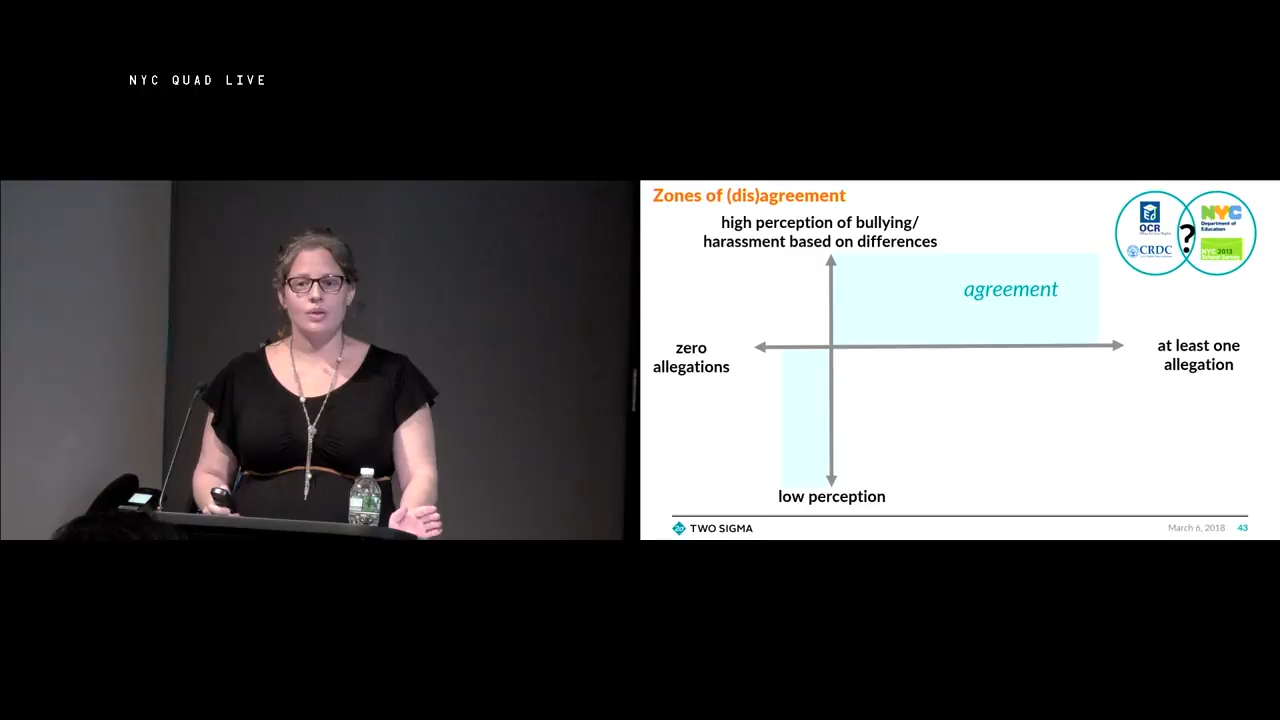 NYC QUAD LIVE
Zones of (dis)agreement
high perception of bullying/
harassment based on differences
OCR
CRDC
?
NYC
Department of
Education
NYC 2013
School Survey
agreement
zero
allegations
at least one
allegation
low perception
TWO SIGMA
March 6, 2018 43